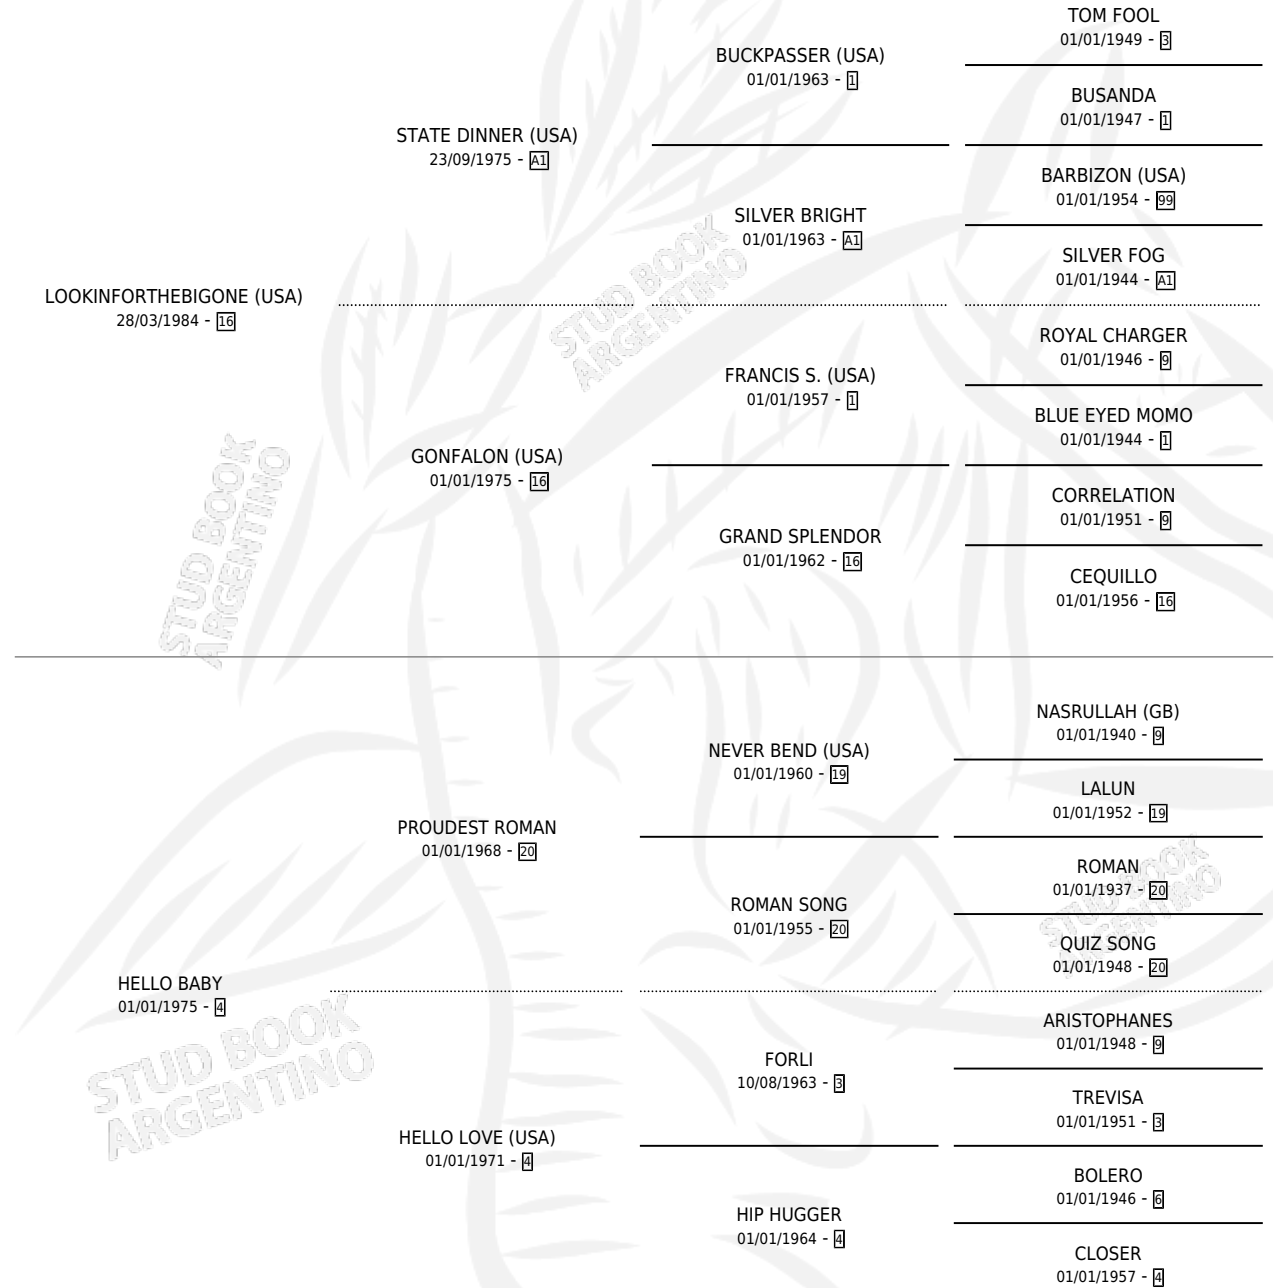 TOM FOOL
01/01/1949 - 3
BUCKPASSER (USA)
01/01/1963 - 1
BUSANDA
01/01/1947 - 1
STATE DINNER (USA)
23/09/1975 - A1
BARBIZON (USA)
01/01/1954 - 99
SILVER BRIGHT
01/01/1963 - A1
SILVER FOG
01/01/1944 - A1
LOOKINFORTHEBIGONE (USA)
28/03/1984 - 16
STUD BOOK
ARGENTINO
ROYAL CHARGER
01/01/1946 - 9
FRANCIS S. (USA)
01/01/1957 - 1
BLUE EYED MOMO
01/01/1944 - 1
GONFALON (USA)
01/01/1975 - 16
CORRELATION
01/01/1951 - 9
GRAND SPLENDOR
01/01/1962 - 16
CEQUILLO
01/01/1956 - 16
STUD BOOK
ARGENTINO
NASRULLAH (GB)
01/01/1940 - 9
NEVER BEND (USA)
01/01/1960 - 19
LALUN
01/01/1952 - 19
PROUDEST ROMAN
01/01/1968 - 20
ROMAN
01/01/1937 - 20
ROMAN SONG
01/01/1955 - 20
QUIZ SONG
01/01/1948 - 20
STUD BOOK
ARGENTINO
HELLO BABY
01/01/1975 - 4
ARISTOPHANES
01/01/1948 - 9
FORLI
10/08/1963 - 3
TREVISA
01/01/1951 - 3
STUD BOOK
ARGENTINO
HELLO LOVE (USA)
01/01/1971 - 4
BOLERO
01/01/1946 - 6
HIP HUGGER
01/01/1964 - 4
CLOSER
01/01/1957 - 4